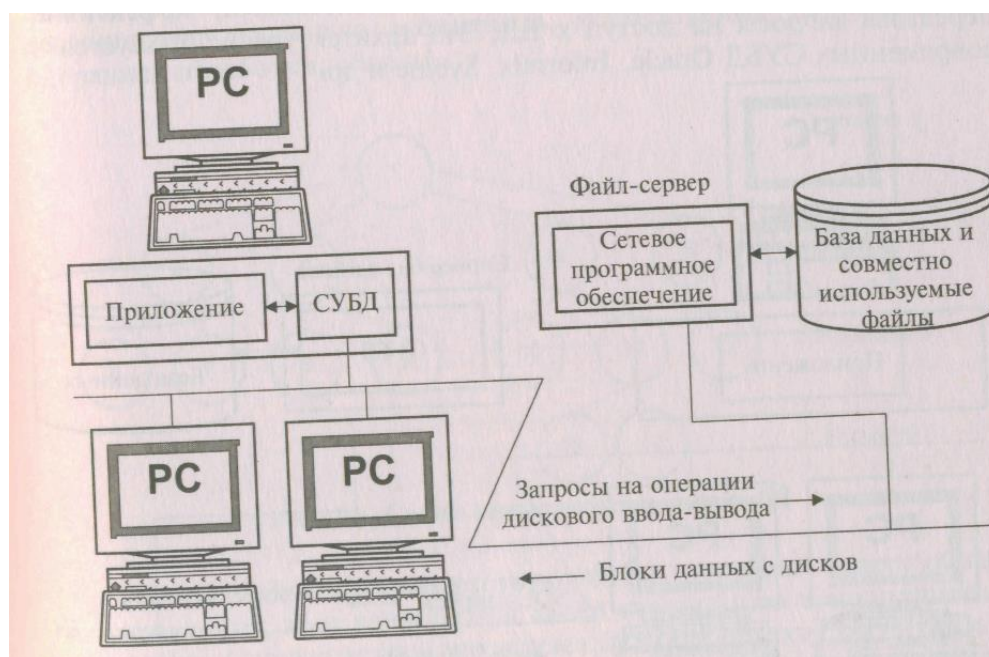 PC
Файл-сервер
Приложение
СУБД
Сетевое
программное
обеспечение
База данных и
совместно
используемые
файлы
PC
PC
Запросы на операции
дискового ввода-вывода
Блоки данных с дисков